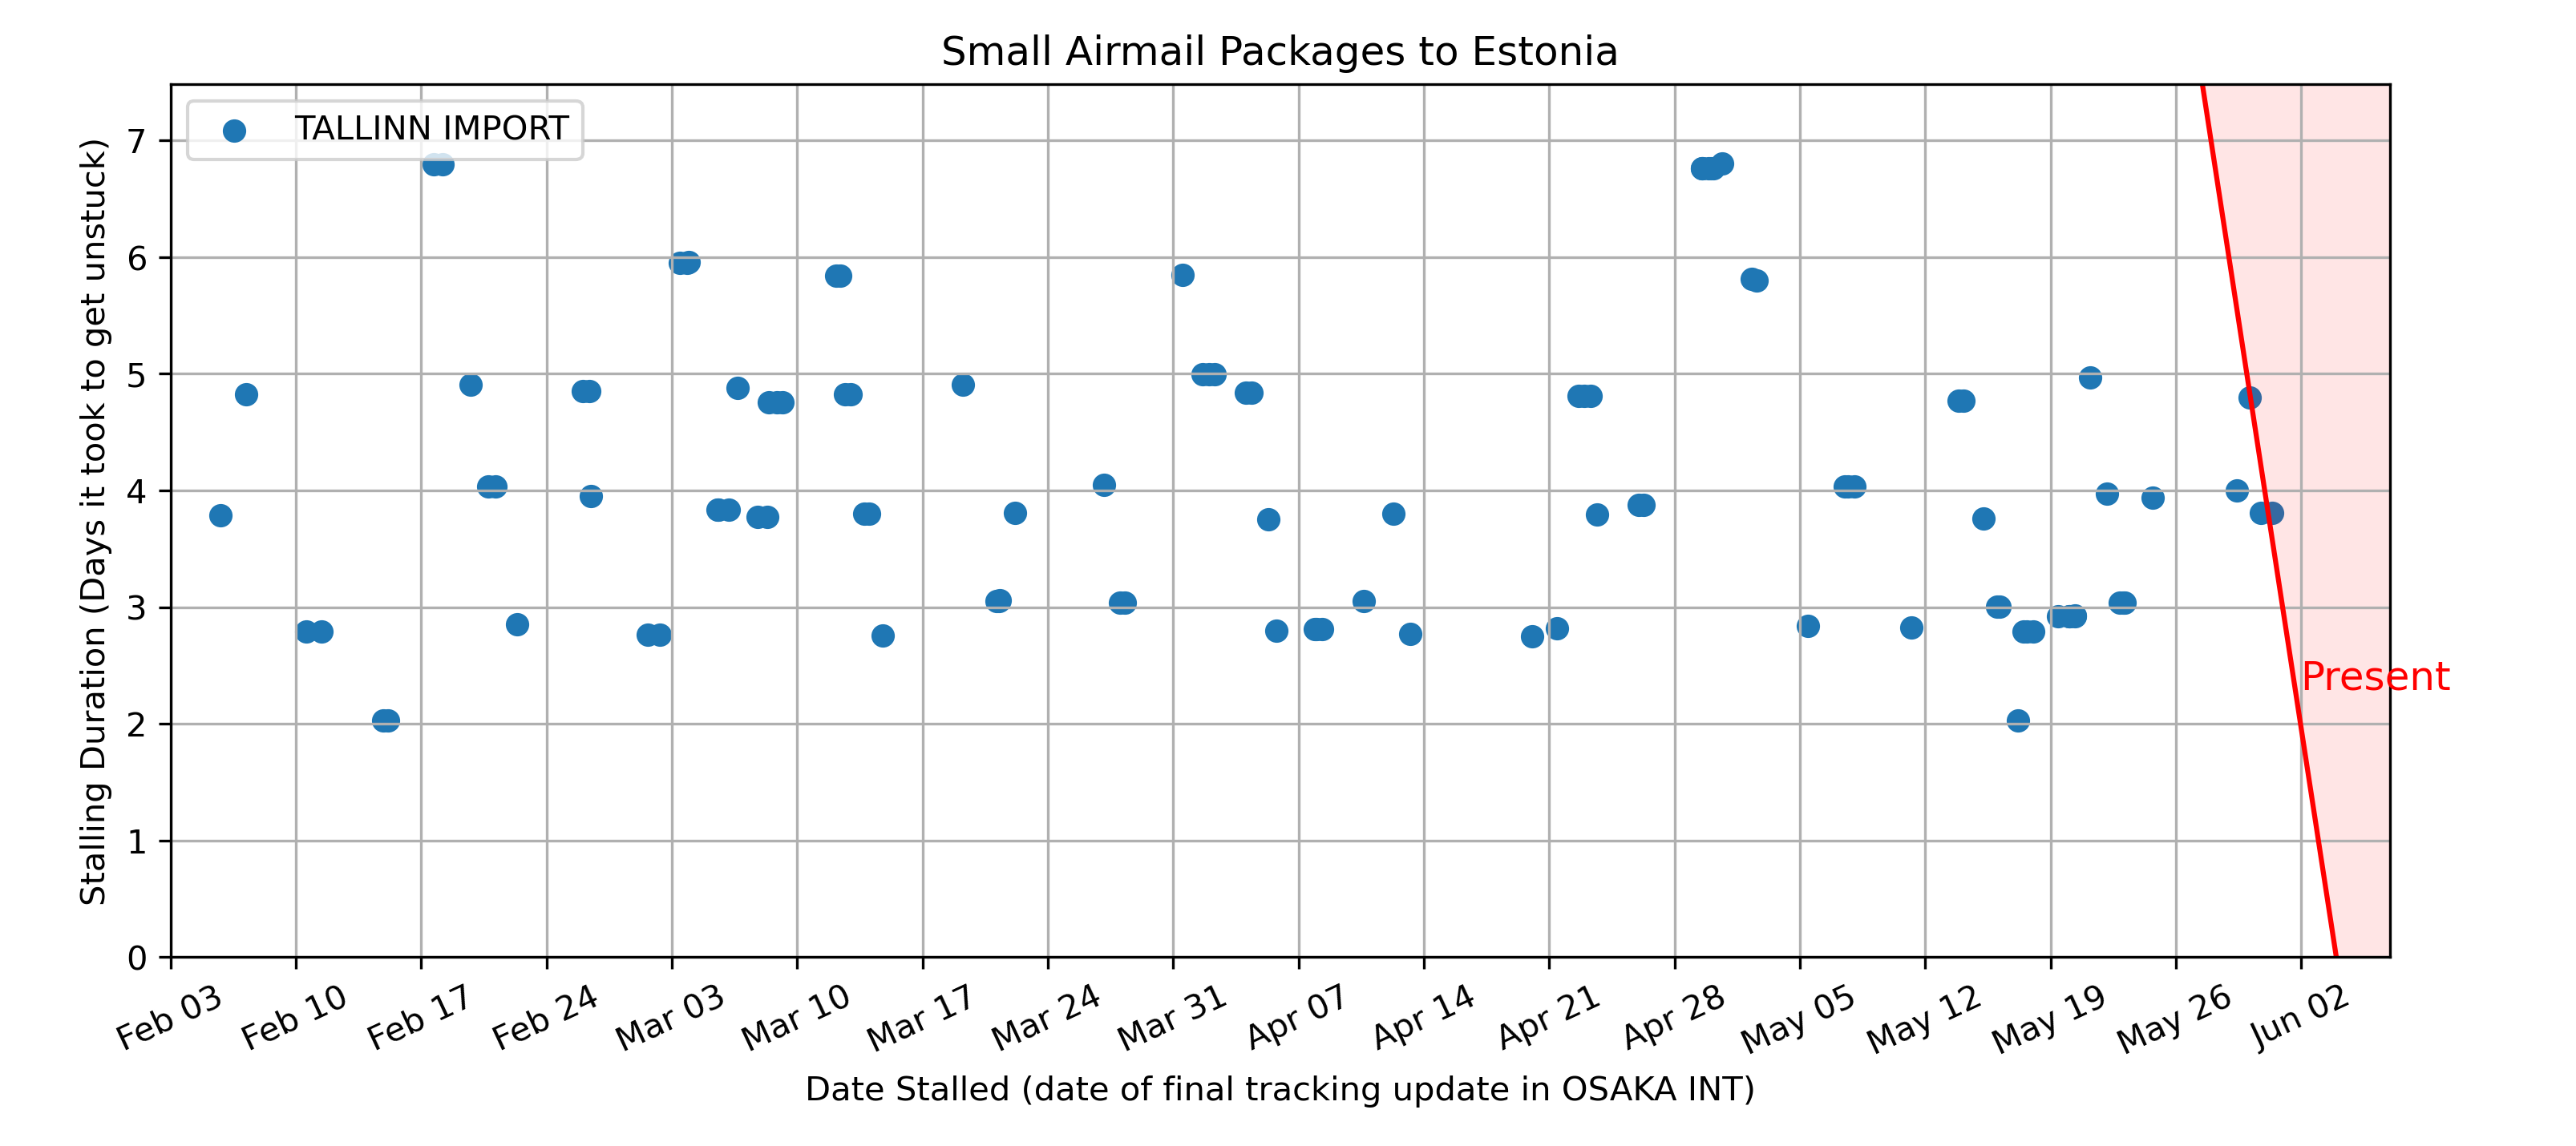 Small Airmail Packages to Estonia
TALLINN IMPORT
Stalling Duration (Days it took to get unstuck)
7
6
5
4
3
2
1
0
Present
Feb 03 Feb 10 Feb 17 Feb 24 Mar 03 Mar 10 Mar 17 Mar 24 Mar 31 Apr 07 Apr 14 Apr 21 Apr 28 May 05 May 12 May 19 May 26 Jun 02
Date Stalled (date of final tracking update in OSAKA INT)